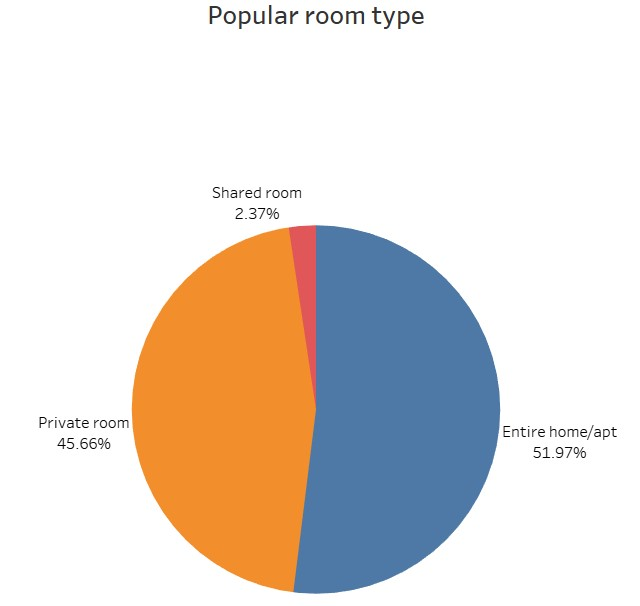 Popular room type
Shared room
2.37%
Private room
45.66%
Entire home/apt
51.97%